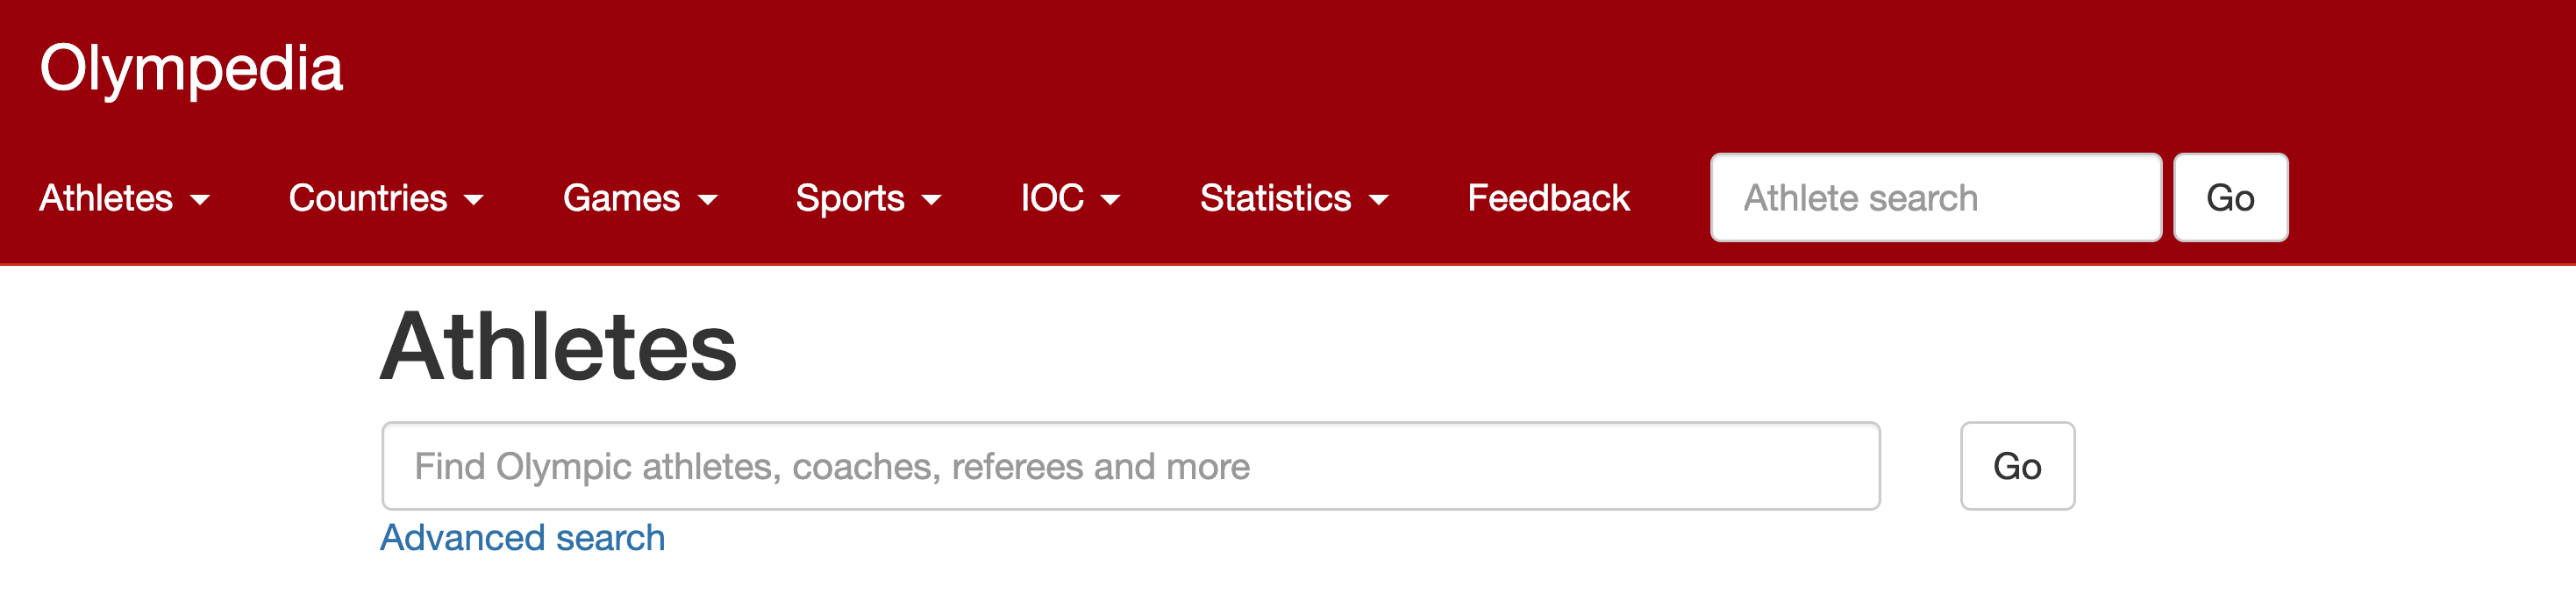 Olympedia
Athletes Countries Games Sports IOC Statistics Feedback Athlete search Go
Athletes
Find Olympic athletes, coaches, referees and more Go
Advanced search